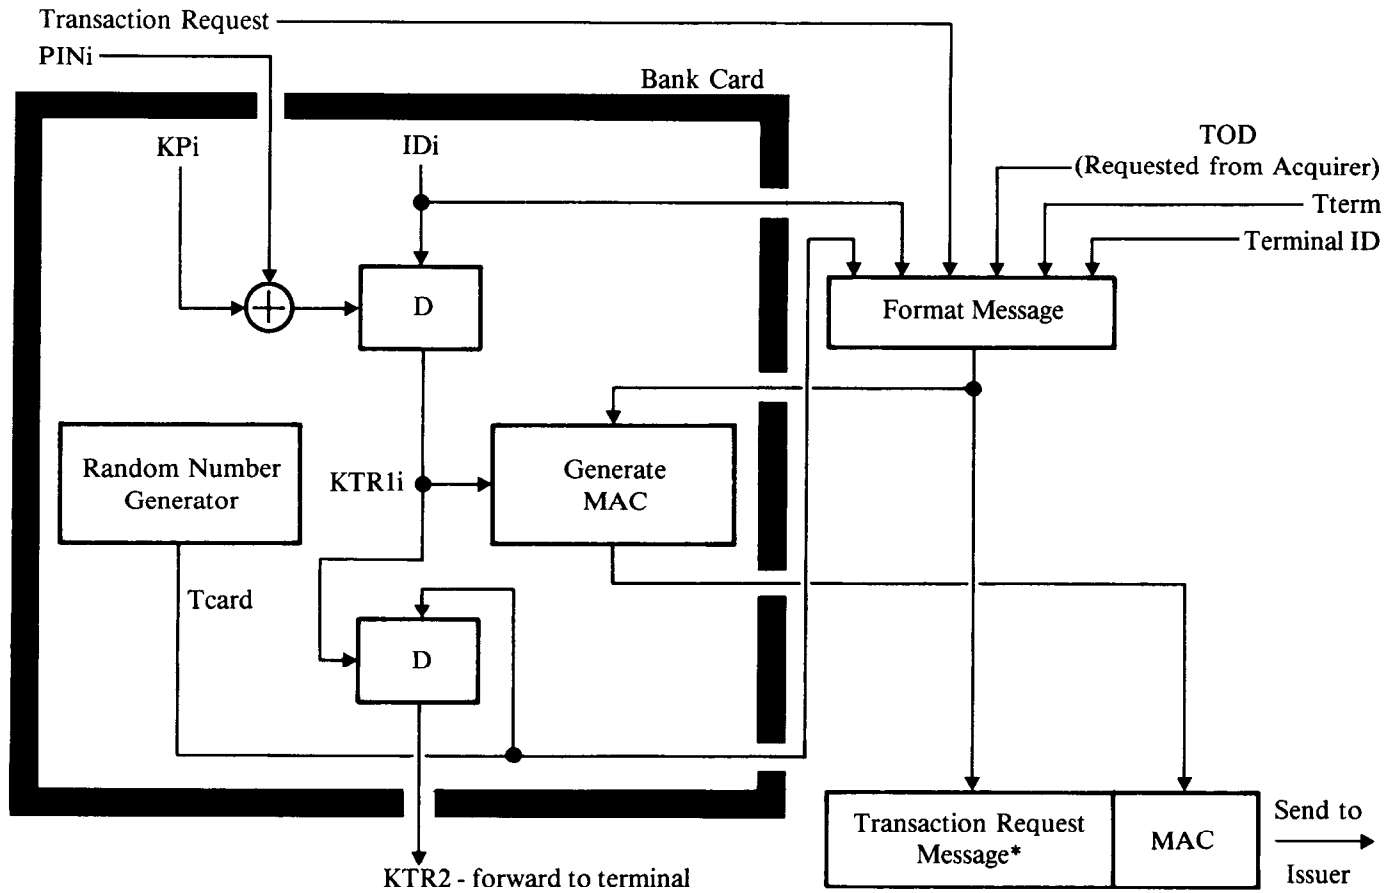 Transaction Request
PINi
Bank Card
KPi
IDi
TOD
(Requested from Acquirer)
Tterm
Terminal ID
D
Format Message
Random Number
Generator
KTR1i
Generate
MAC
Tcard
D
Transaction Request
Message*
MAC
Send to
Issuer
KTR2 - forward to terminal